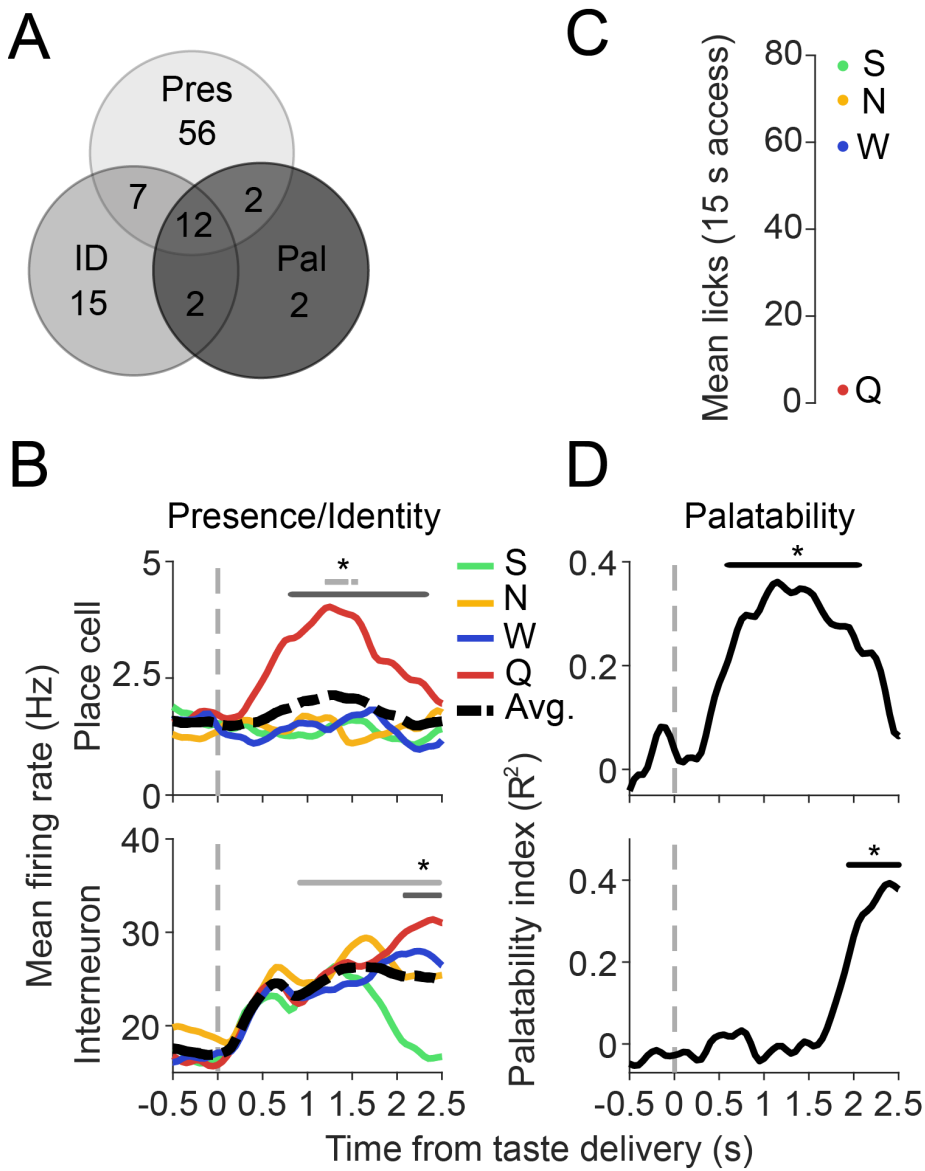 A
Pres
56
7
2
12
ID
15
2
Pal
2
C
Mean licks (15 s access)
80
60
40
20
0
S
N
W
Q
B
Presence/Identity
Mean firing rate (Hz)
Place cell
5
2.5
0
*
S
N
W
Q
Avg.
Interneuron
40
30
20
*
-0.5 0 0.5 1 1.5 2 2.5
D
Palatability
Palatability index (R²)
0.4
0.2
0
*
0.4
0.2
0
*
-0.5 0 0.5 1 1.5 2 2.5
Time from taste delivery (s)